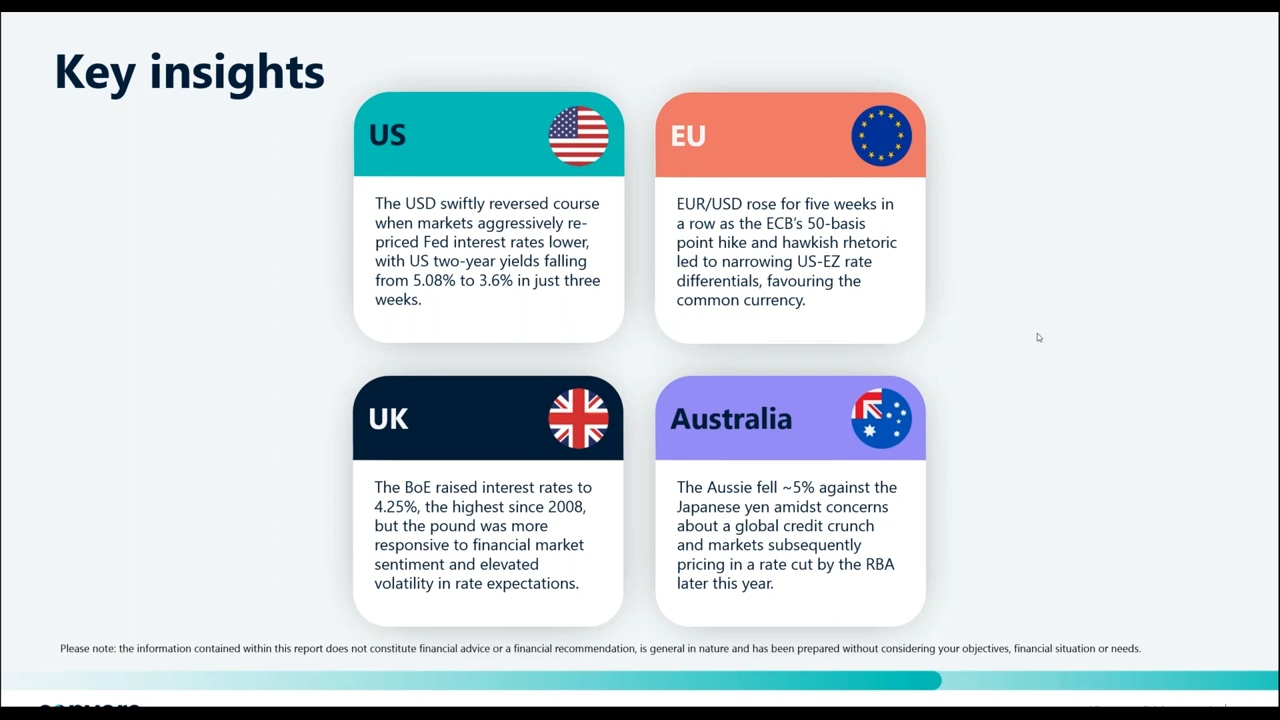 Key insights
US
The USD swiftly reversed course
when markets aggressively re-
priced Fed interest rates lower,
with US two-year yields falling
from 5.08% to 3.6% in just three
weeks.
EU
EUR/USD rose for five weeks in
a row as the ECB’s 50-basis
point hike and hawkish rhetoric
led to narrowing US-EZ rate
differentials, favouring the
common currency.
UK
The BoE raised interest rates to
4.25%, the highest since 2008,
but the pound was more
responsive to financial market
sentiment and elevated
volatility in rate expectations.
Australia
The Aussie fell ~5% against the
Japanese yen amidst concerns
about a global credit crunch
and markets subsequently
pricing in a rate cut by the RBA
later this year.
Please note: the information contained within this report does not constitute financial advice or a financial recommendation, is general in nature and has been prepared without considering your objectives, financial situation or needs.